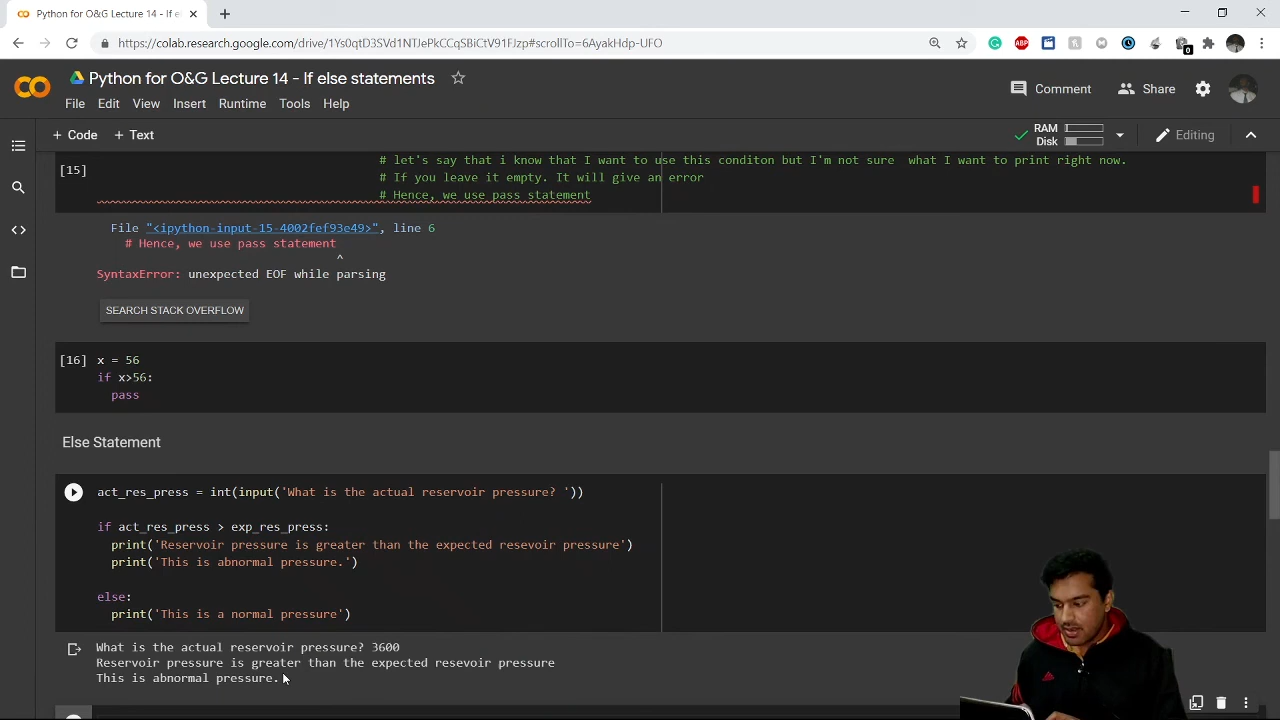 Python for O&G Lecture 14 - If els
https://colab.research.google.com/drive/1Ys0qtD3SVd1NTJePkCCqSBiCtV91FJzp#scrollTo=6AyakHdp-UFO
ABP
0
Python for O&G Lecture 14 - If else statements
Comment
Share
File Edit View Insert Runtime Tools Help
+ Code + Text
RAM
Disk
Editing
[15]
# let's say that i know that I want to use this conditon but I'm not sure what I want to print right now.
# If you leave it empty. It will give an error
# Hence, we use pass statement
File "<ipython-input-15-4002fef93e49>", line 6
# Hence, we use pass statement
^
SyntaxError: unexpected EOF while parsing
SEARCH STACK OVERFLOW
[16] x = 56
if x>56:
pass
Else Statement
act_res_press = int(input('What is the actual reservoir pressure? '))
if act_res_press > exp_res_press:
print('Reservoir pressure is greater than the expected resevoir pressure')
print('This is abnormal pressure.')
else:
print('This is a normal pressure')
What is the actual reservoir pressure? 3600
Reservoir pressure is greater than the expected resevoir pressure
This is abnormal pressure.